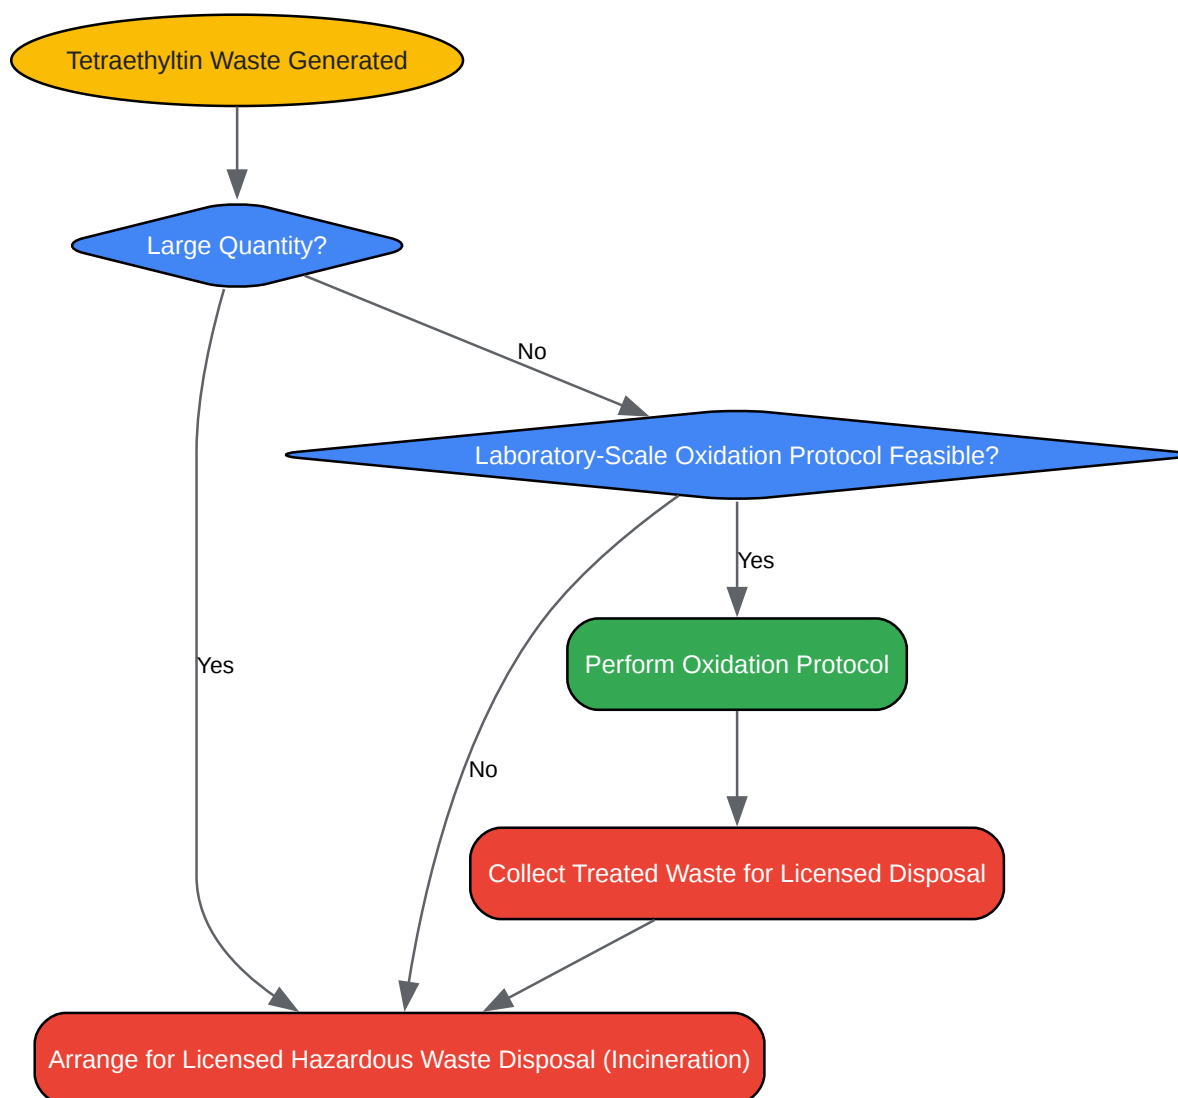 Tetraethyltin Waste Generated
Large Quantity?
No
Laboratory-Scale Oxidation Protocol Feasible?
Yes
Perform Oxidation Protocol
Yes
No
Collect Treated Waste for Licensed Disposal
Arrange for Licensed Hazardous Waste Disposal (Incineration)